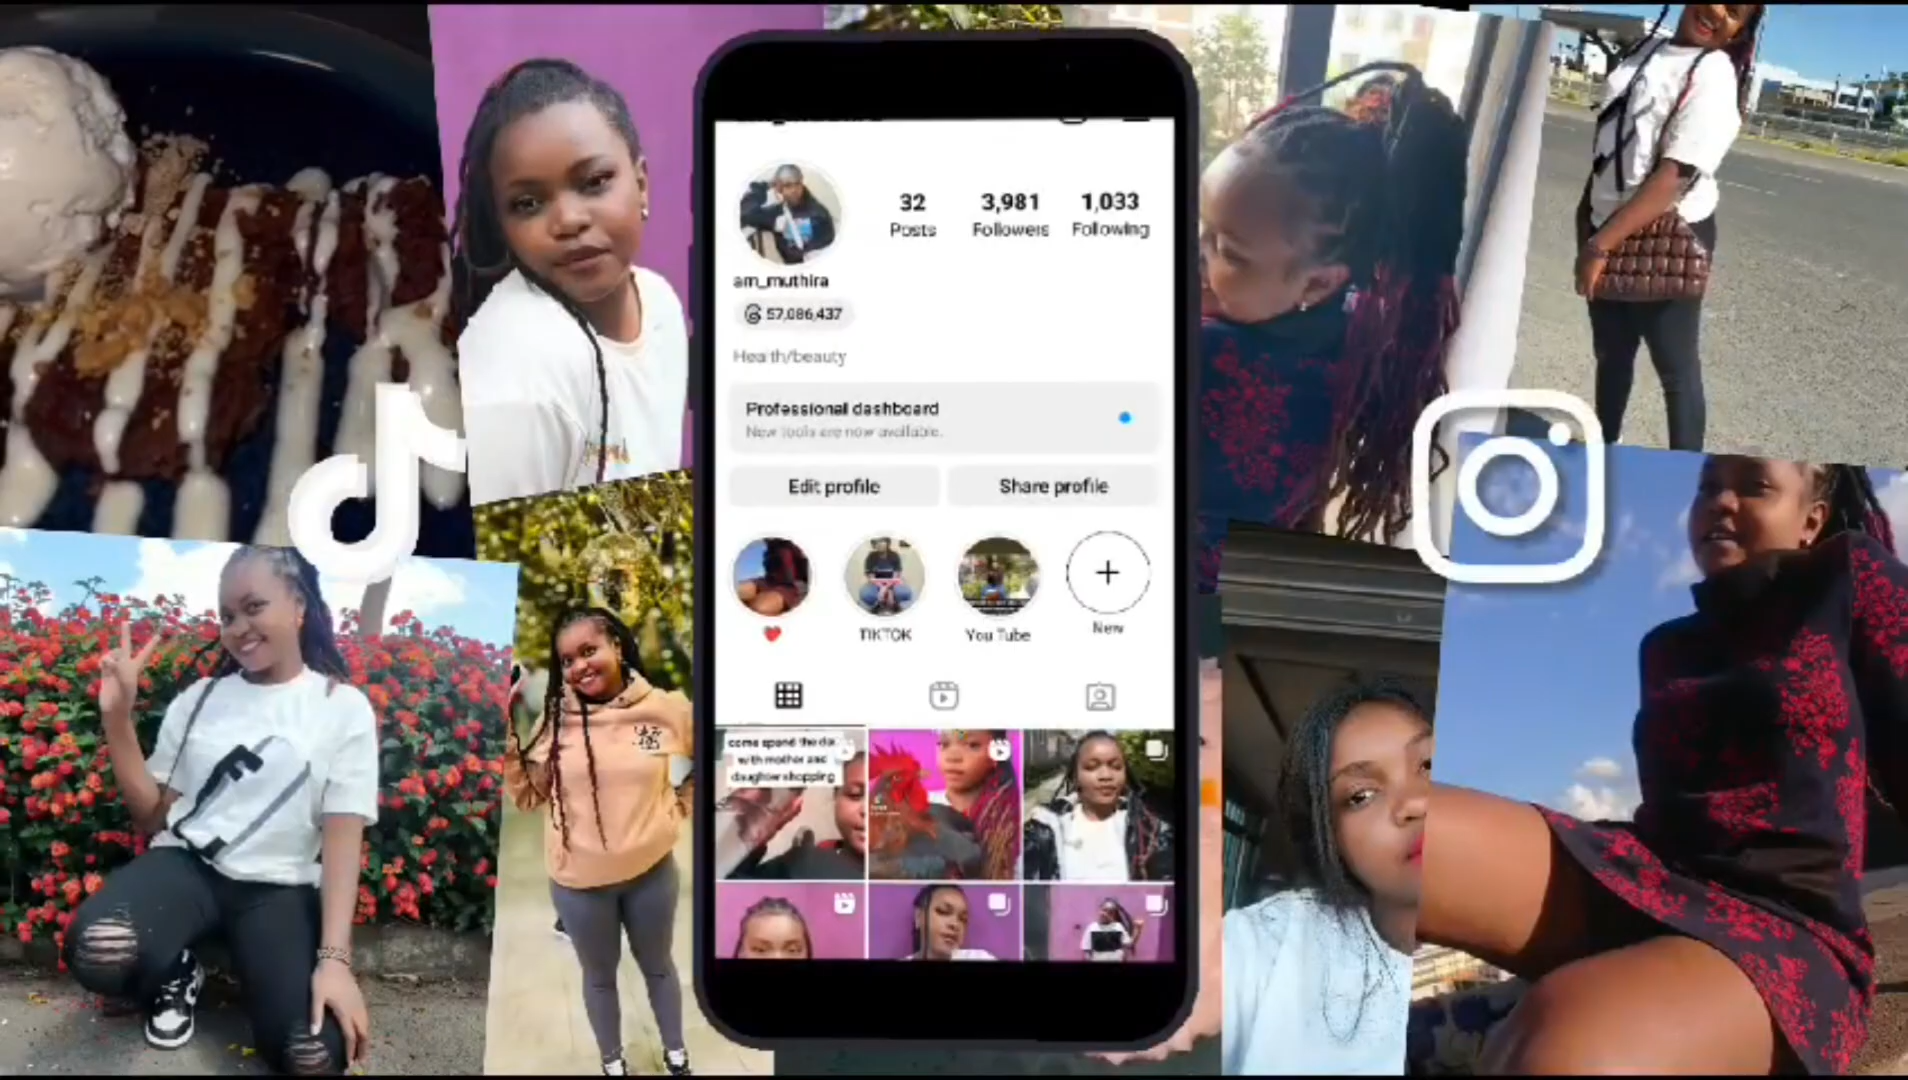 32
3,981
1,033
Posts
Followers
Following
am_muthira
57,086,437
Health/beauty
Professional dashboard
New tools are now available.
Edit profile
Share profile
TIKTOK
You Tube
New
come spend the da
with mother and
daughter shopping